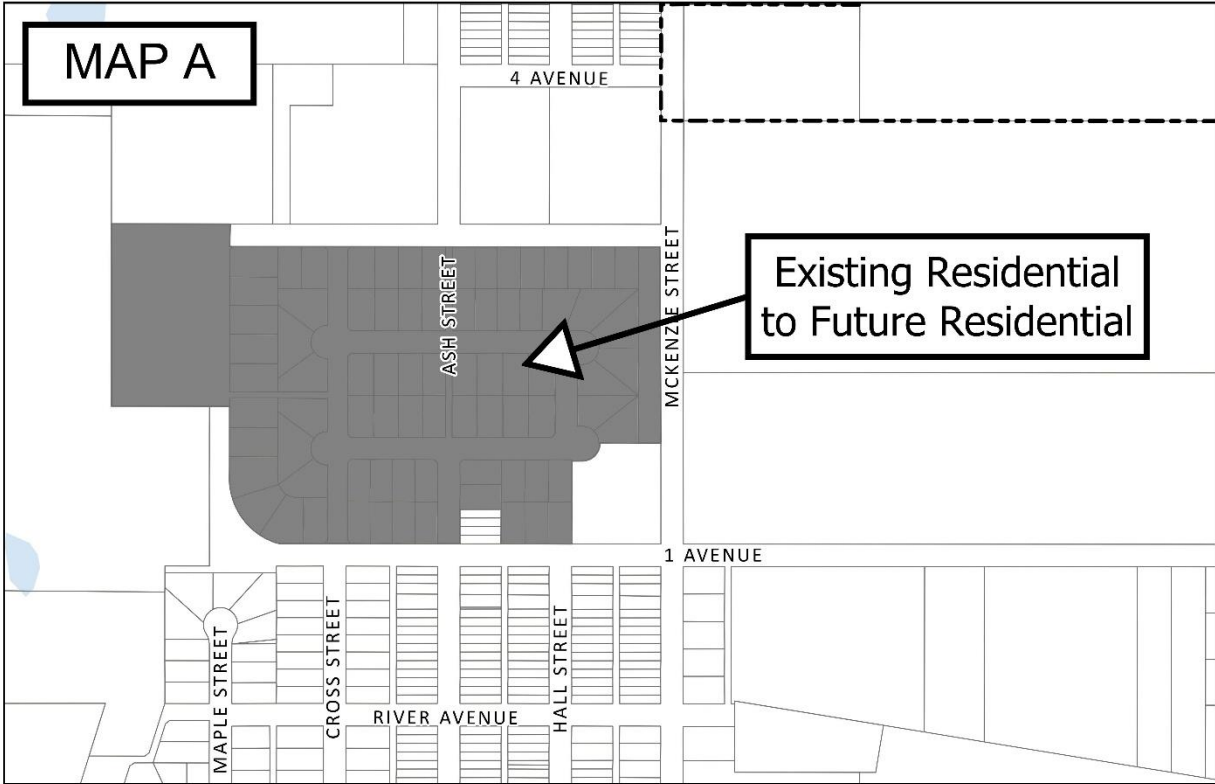 MAP A
4 AVENUE
ASH STREET
MCKENZIE STREET
Existing Residential
to Future Residential
1 AVENUE
MAPLE STREET
CROSS STREET
RIVER AVENUE
HALL STREET